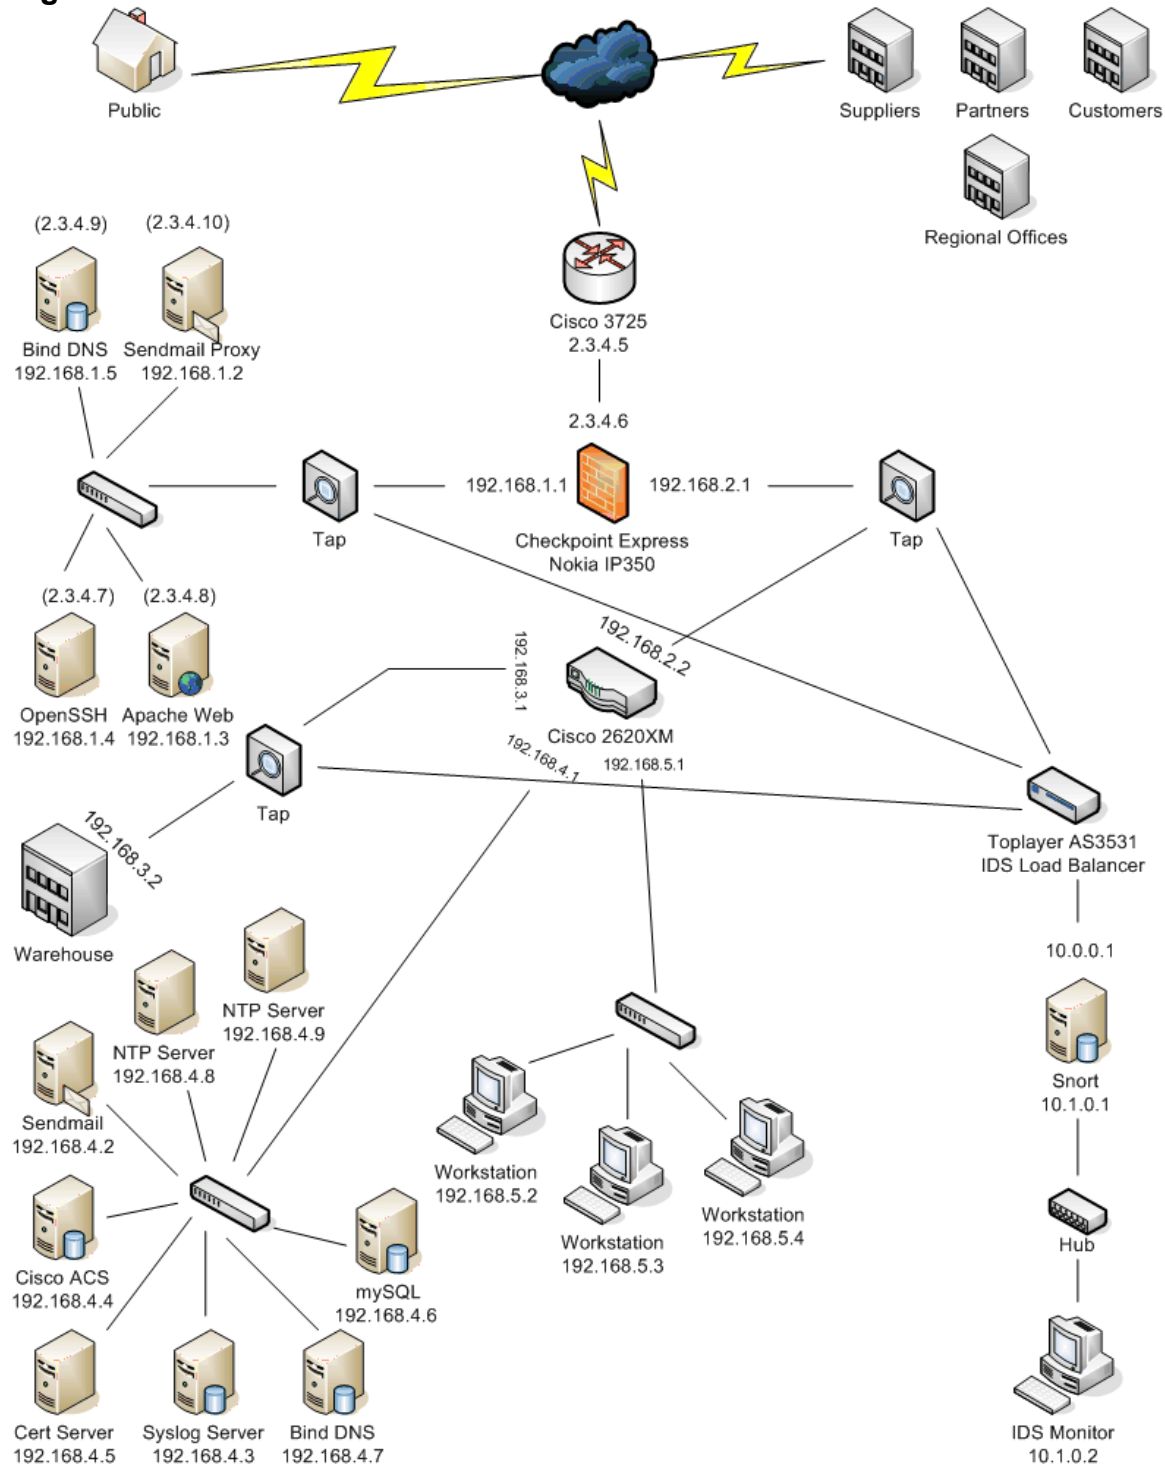 g
Public
Suppliers
Partners
Customers
Regional Offices
(2.3.4.9)
(2.3.4.10)
Bind DNS
192.168.1.5
Sendmail Proxy
192.168.1.2
Cisco 3725
2.3.4.5
2.3.4.6
192.168.1.1
192.168.2.1
Tap
Checkpoint Express
Nokia IP350
Tap
(2.3.4.7)
(2.3.4.8)
OpenSSH
192.168.1.4
Apache Web
192.168.1.3
192.168.3.1
192.168.2.2
Cisco 2620XM
192.168.4.1
192.168.5.1
Tap
192.168.3.2
Warehouse
Toplayer AS3531
IDS Load Balancer
10.0.0.1
NTP Server
192.168.4.9
NTP Server
192.168.4.8
Sendmail
192.168.4.2
Snort
10.1.0.1
Workstation
192.168.5.2
Workstation
192.168.5.3
Workstation
192.168.5.4
Hub
Cisco ACS
192.168.4.4
mySQL
192.168.4.6
Cert Server
192.168.4.5
Syslog Server
192.168.4.3
Bind DNS
192.168.4.7
IDS Monitor
10.1.0.2